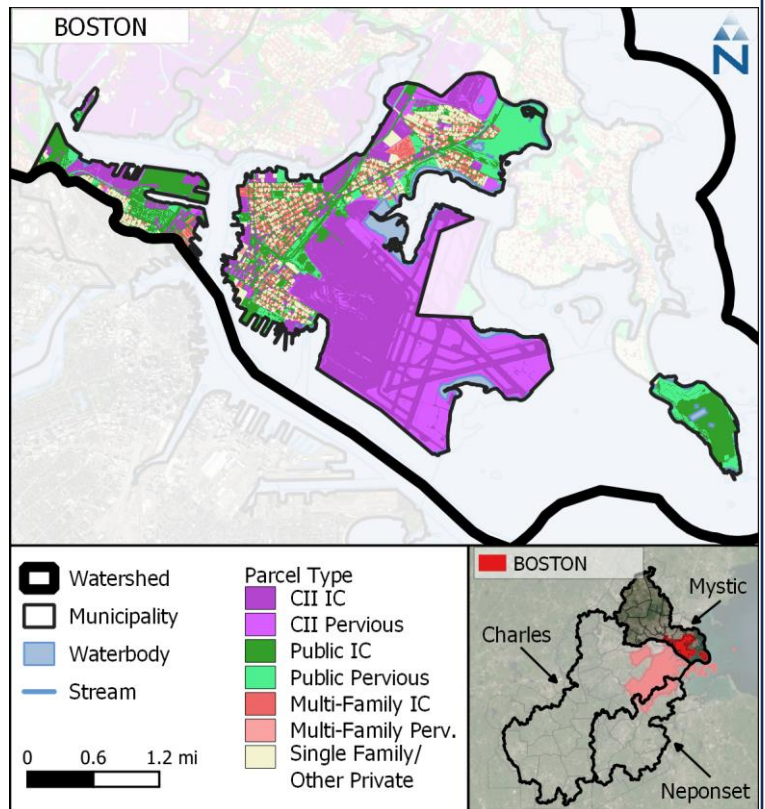 BOSTON
N
Watershed
Municipality
Waterbody
Stream
0 0.6 1.2 mi
Parcel Type
CII IC
CII Pervious
Public IC
Public Pervious
Multi-Family IC
Multi-Family Perv.
Single Family/
Other Private
BOSTON
Mystic
Charles
Neponset